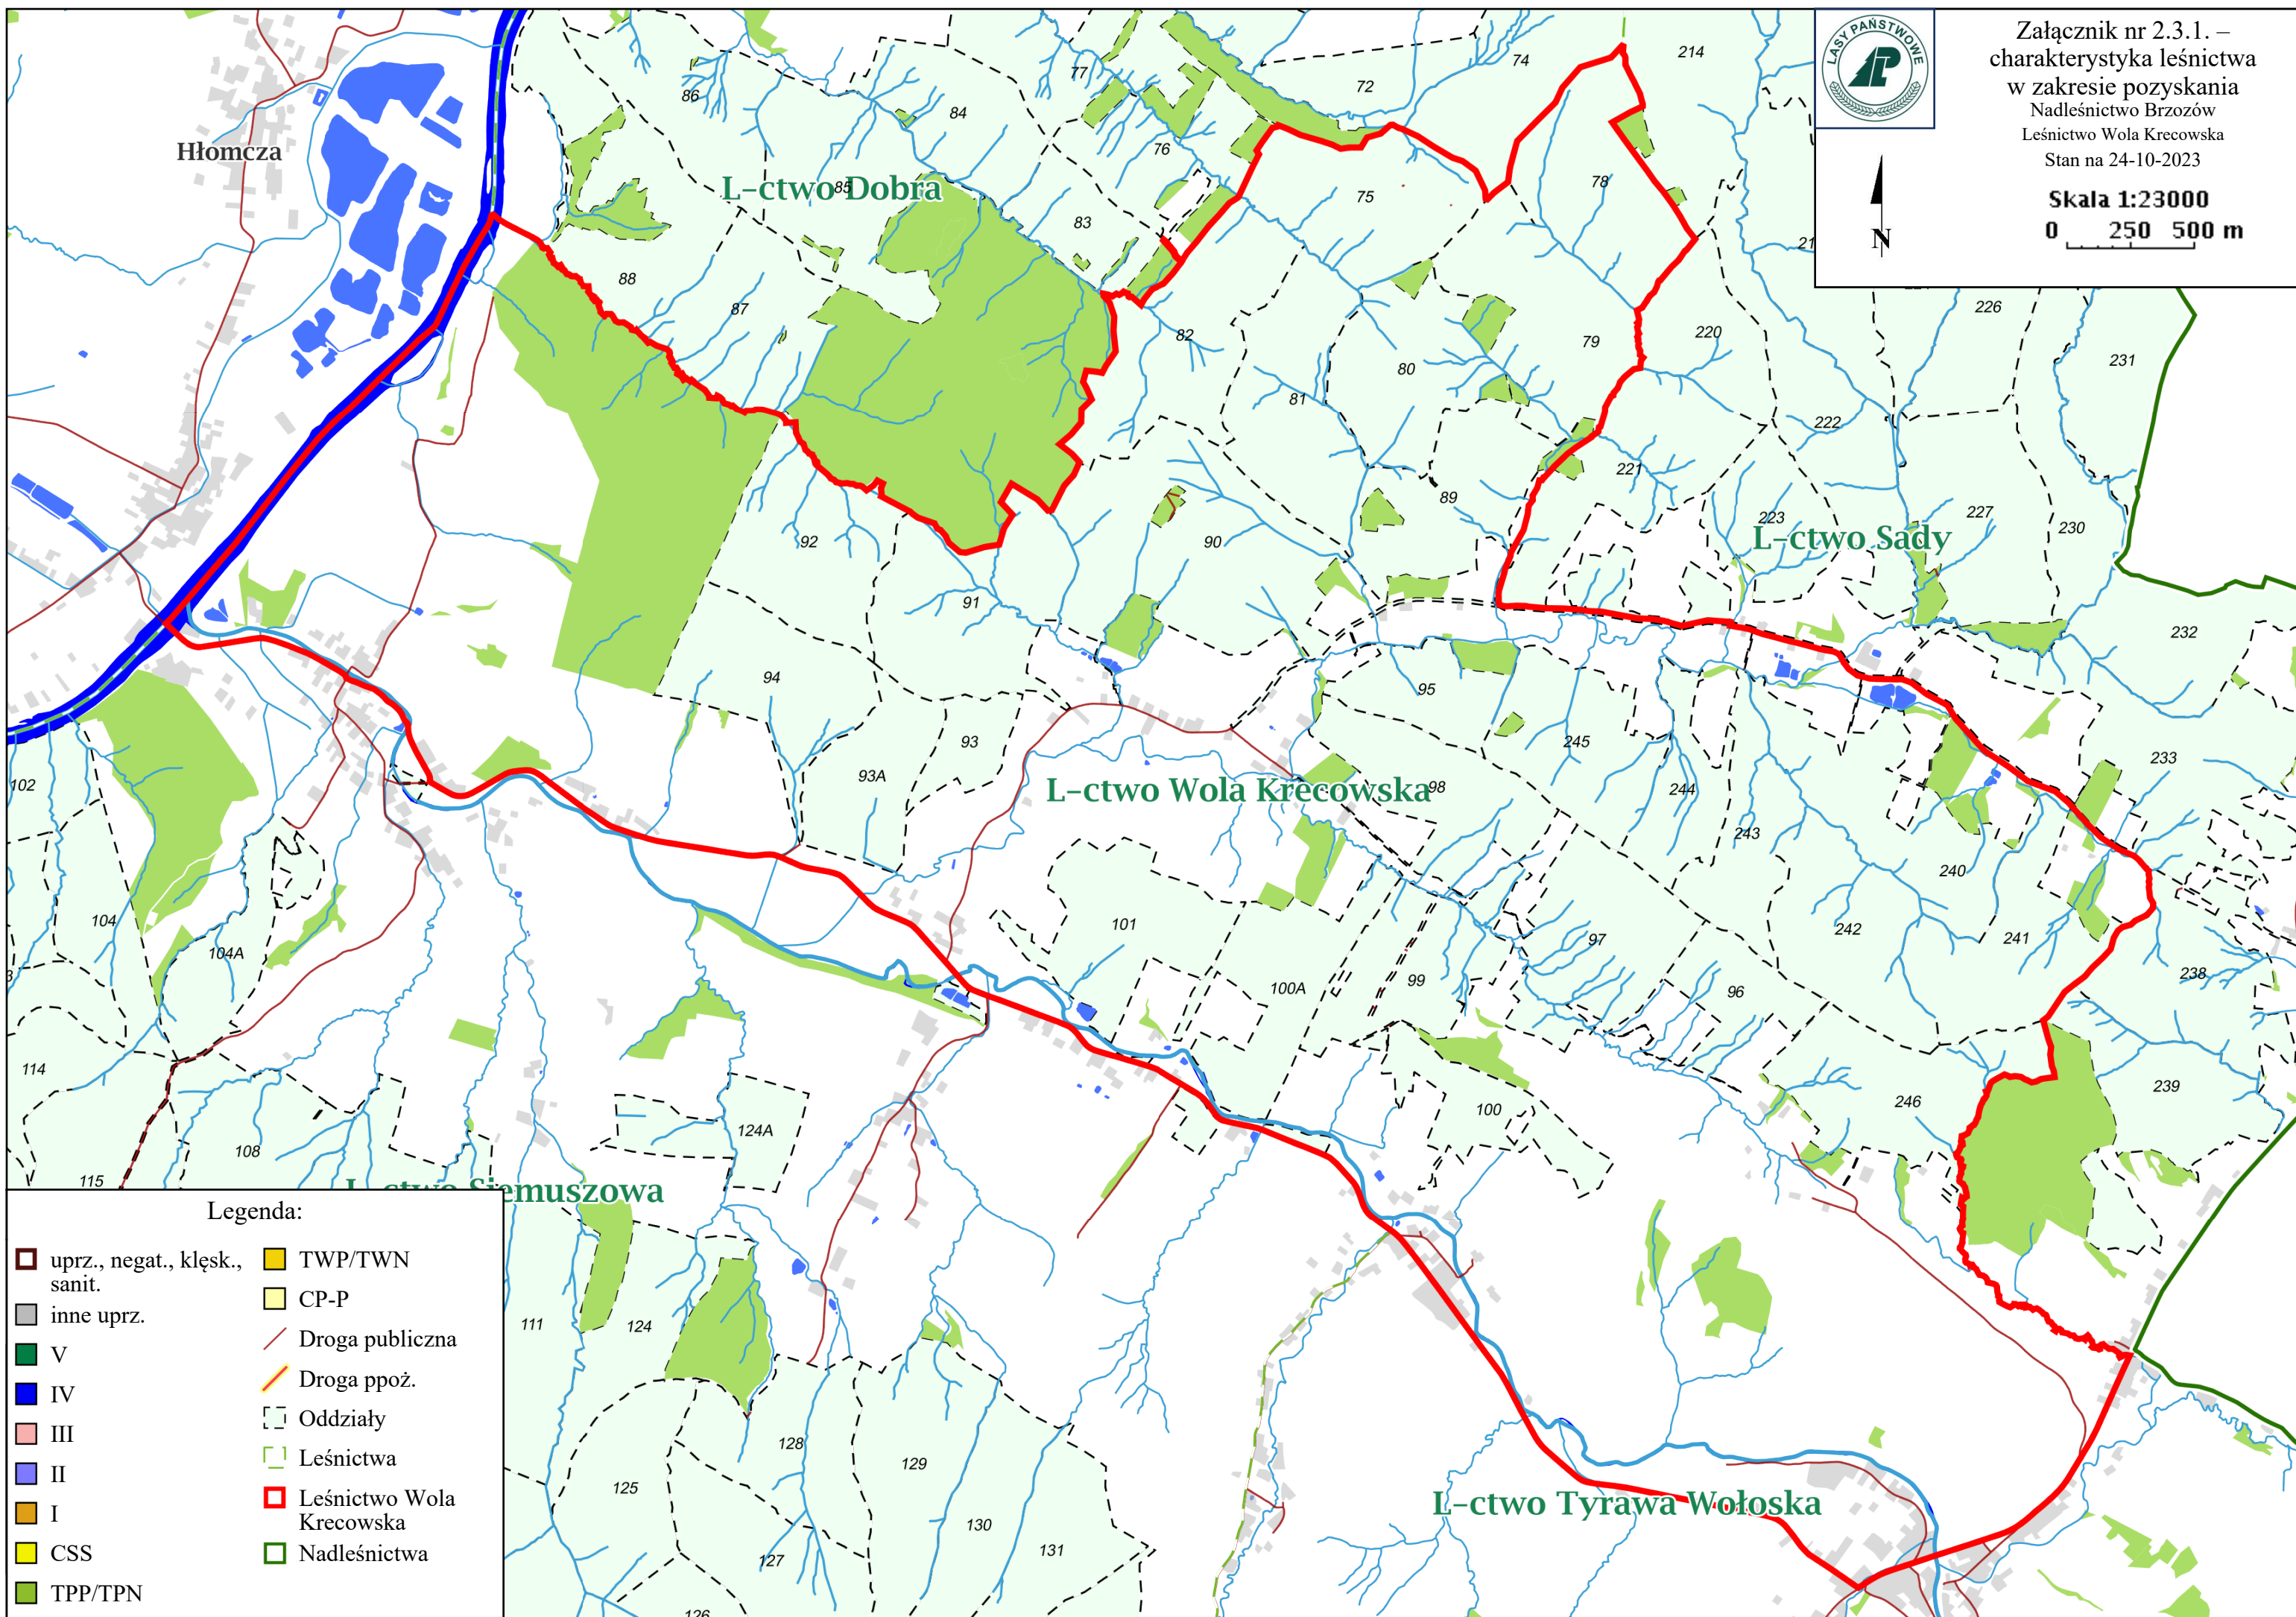 LASY PAŃSTWOWE
Załącznik nr 2.3.1. –
charakterystyka leśnictwa
w zakresie pozyskania
Nadleśnictwo Brzozów
Leśnictwo Wola Krecowska
Stan na 24-10-2023
Skala 1:23000
0 250 500 m
N
Hłomcza
L-ctwo Dobra
L-ctwo Sady
L-ctwo Wola Krecowska
L-ctwo Siemuszowa
L-ctwo Tyrawa Wołoska
74
214
72
77
86
84
76
85
75
78
83
88
87
82
79
220
226
231
80
81
222
221
89
223
227
230
92
90
91
232
94
95
93
245
93A
98
244
233
102
243
240
104
101
242
241
104A
97
100A
99
96
238
114
239
100
246
124A
108
115
111
124
128
129
125
130
131
127
126
Legenda:
uprz., negat., klęsk.,
sanit.
inne uprz.
V
IV
III
II
I
CSS
TPP/TPN
TWP/TWN
CP-P
Droga publiczna
Droga ppoż.
Oddziały
Leśnictwa
Leśnictwo Wola
Krecowska
Nadleśnictwa